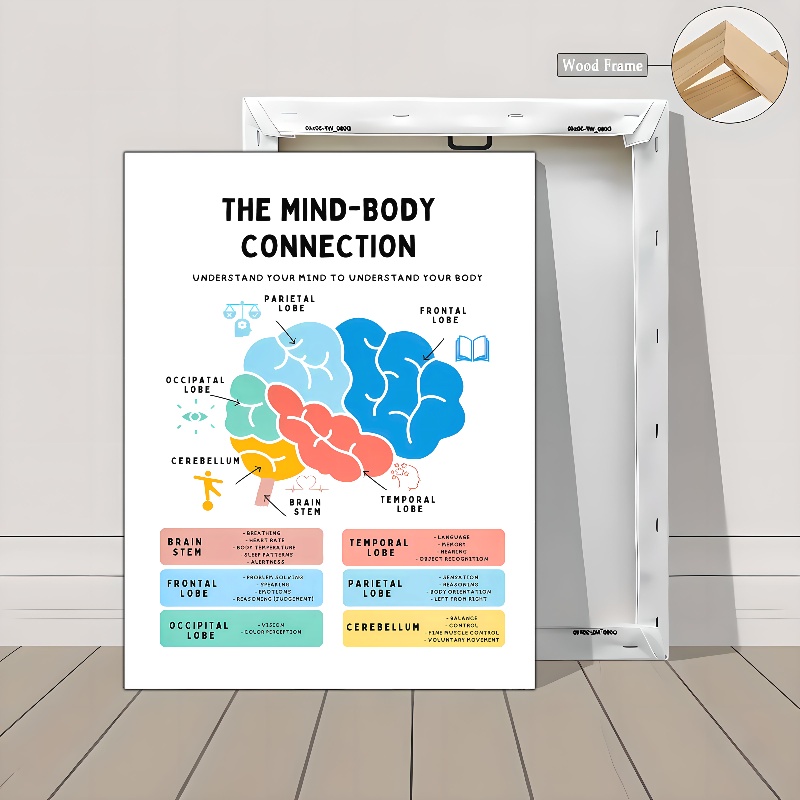 Wood Frame
THE MIND-BODY
CONNECTION
UNDERSTAND YOUR MIND TO UNDERSTAND YOUR BODY
PARIETAL
LOBE
FRONTAL
LOBE
OCCIPATAL
LOBE
CEREBELLUM
BRAIN
STEM
TEMPORAL
LOBE
BRAIN
STEM
- BREATHING
- HEART RATE
- BODY TEMPERATURE
SLEEP PATTERNS
- ALERTNESS
TEMPORAL
LOBE
- LANGUAGE
- MEMORY
- HEARING
- OBJECT RECOGNITION
FRONTAL
LOBE
- PROBLEM SOLVING
- SPEAKING
- EMOTIONS
- REASONING (JUDGEMENT)
PARIETAL
LOBE
- SENSATION
- REASONING
- BODY ORIENTATION
- LEFT FROM RIGHT
OCCIPITAL
LOBE
- VISION
- COLOR PERCEPTION
CEREBELLUM
- BALANCE
- CONTROL
FINE MUSCLE CONTROL
- VOLUNTARY MOVEMENT